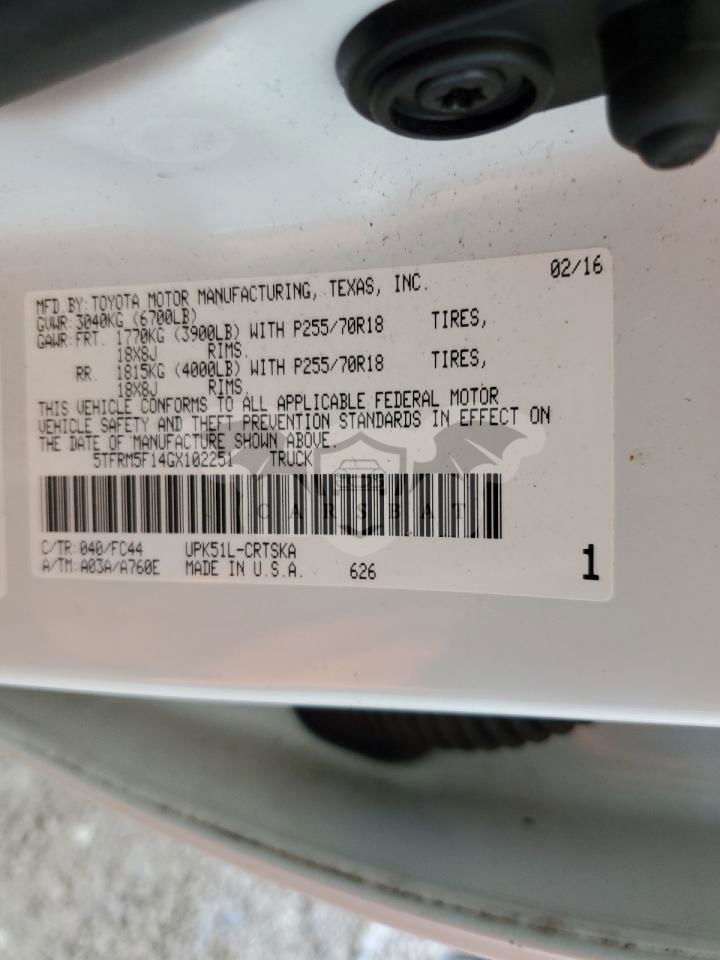 02/16
MFD BY: TOYOTA MOTOR MANUFACTURING, TEXAS, INC.
GVWR: 3040KG (6700LB)
GAWR: FRT. 1770KG (3900LB) WITH P255/70R18 TIRES,
18X8J RIMS.
RR. 1815KG (4000LB) WITH P255/70R18 TIRES,
18X8J RIMS.
THIS VEHICLE CONFORMS TO ALL APPLICABLE FEDERAL MOTOR
VEHICLE SAFETY AND THEFT PREVENTION STANDARDS IN EFFECT ON
THE DATE OF MANUFACTURE SHOWN ABOVE.
5TFRM5F14GX102251 TRUCK
CARSBAT
C/TR: 040/FC44 UPK51L-CRTSKA
A/TM: A03A/A760E MADE IN U.S.A. 626 1